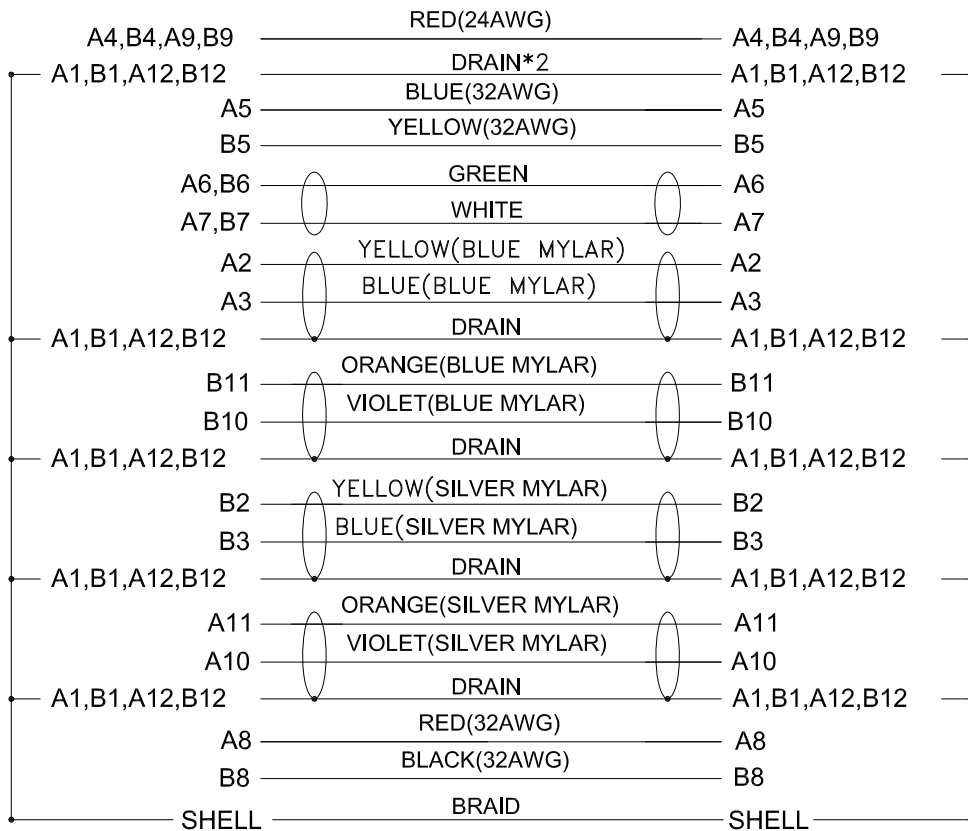 A4,B4,A9,B9 RED(24AWG) A4,B4,A9,B9
A1,B1,A12,B12 DRAIN*2 A1,B1,A12,B12
A5 BLUE(32AWG) A5
B5 YELLOW(32AWG) B5
A6,B6 GREEN A6
A7,B7 WHITE A7
A2 YELLOW(BLUE MYLAR) A2
A3 BLUE(BLUE MYLAR) A3
A1,B1,A12,B12 DRAIN A1,B1,A12,B12
B11 ORANGE(BLUE MYLAR) B11
B10 VIOLET(BLUE MYLAR) B10
A1,B1,A12,B12 DRAIN A1,B1,A12,B12
B2 YELLOW(SILVER MYLAR) B2
B3 BLUE(SILVER MYLAR) B3
A1,B1,A12,B12 DRAIN A1,B1,A12,B12
A11 ORANGE(SILVER MYLAR) A11
A10 VIOLET(SILVER MYLAR) A10
A1,B1,A12,B12 DRAIN A1,B1,A12,B12
A8 RED(32AWG) A8
B8 BLACK(32AWG) B8
SHELL BRAID SHELL